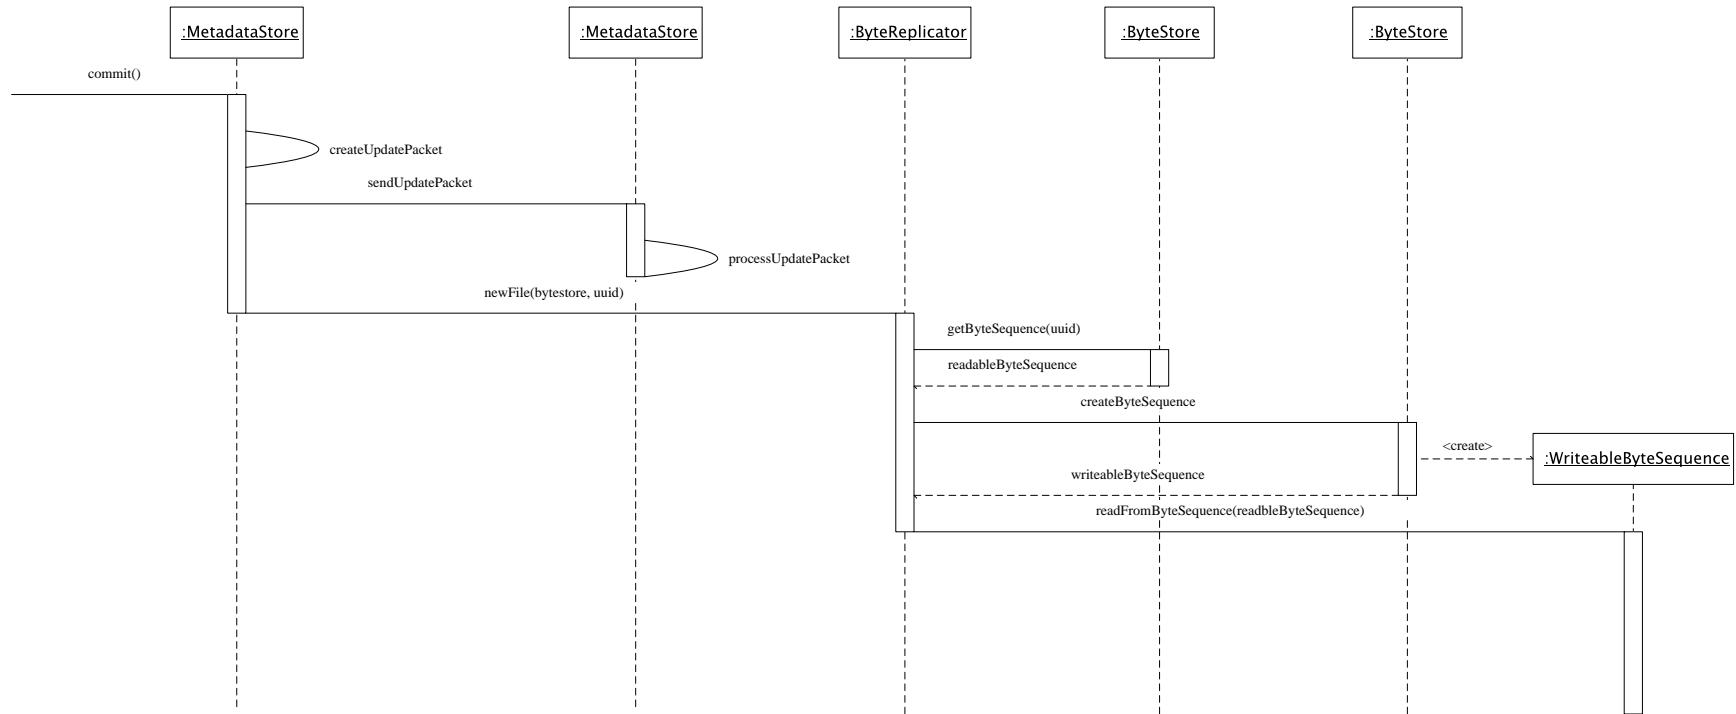 :MetadataStore
:MetadataStore
:ByteReplicator
:ByteStore
:ByteStore
commit()
createUpdatePacket
sendUpdatePacket
processUpdatePacket
newFile(bytestore, uuid)
getByteSequence(uuid)
readableByteSequence
createByteSequence
<create>
:WriteableByteSequence
writeableByteSequence
readFromByteSequence(readbleByteSequence)